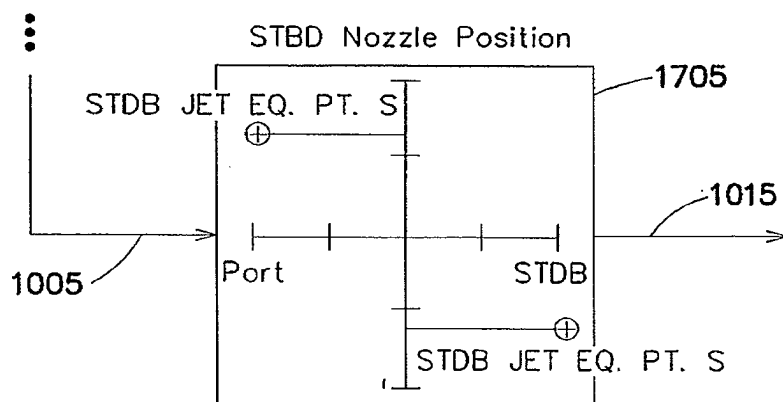 STBD Nozzle Position
1705
STDB JET EQ. PT. S
1015
1005
Port
STDB
STDB JET EQ. PT. S